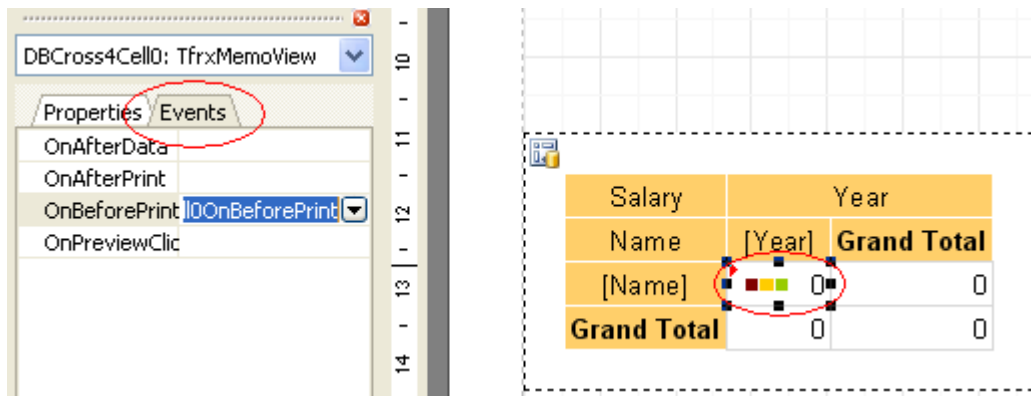 DBCross4Cell0: TfrxMemoView
Properties Events
OnAfterData
OnAfterPrint
OnBeforePrint l0OnBeforePrint
OnPreviewClic
10
11
12
13
14
Salary Year
Name [Year] Grand Total
[Name] 0 0
Grand Total 0 0